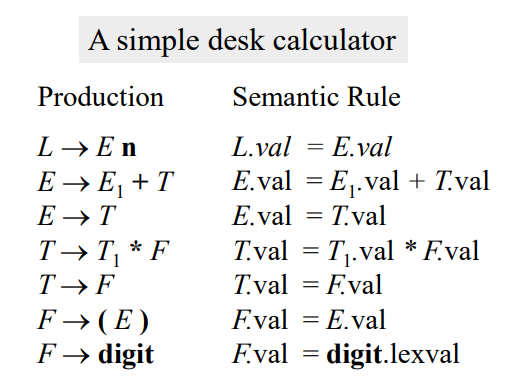 A simple desk calculator
Production Semantic Rule
L → E n L.val = E.val
E → E₁ + T E.val = E₁.val + T.val
E → T E.val = T.val
T → T₁ * F T.val = T₁.val * F.val
T → F T.val = F.val
F → ( E ) F.val = E.val
F → digit F.val = digit.lexval